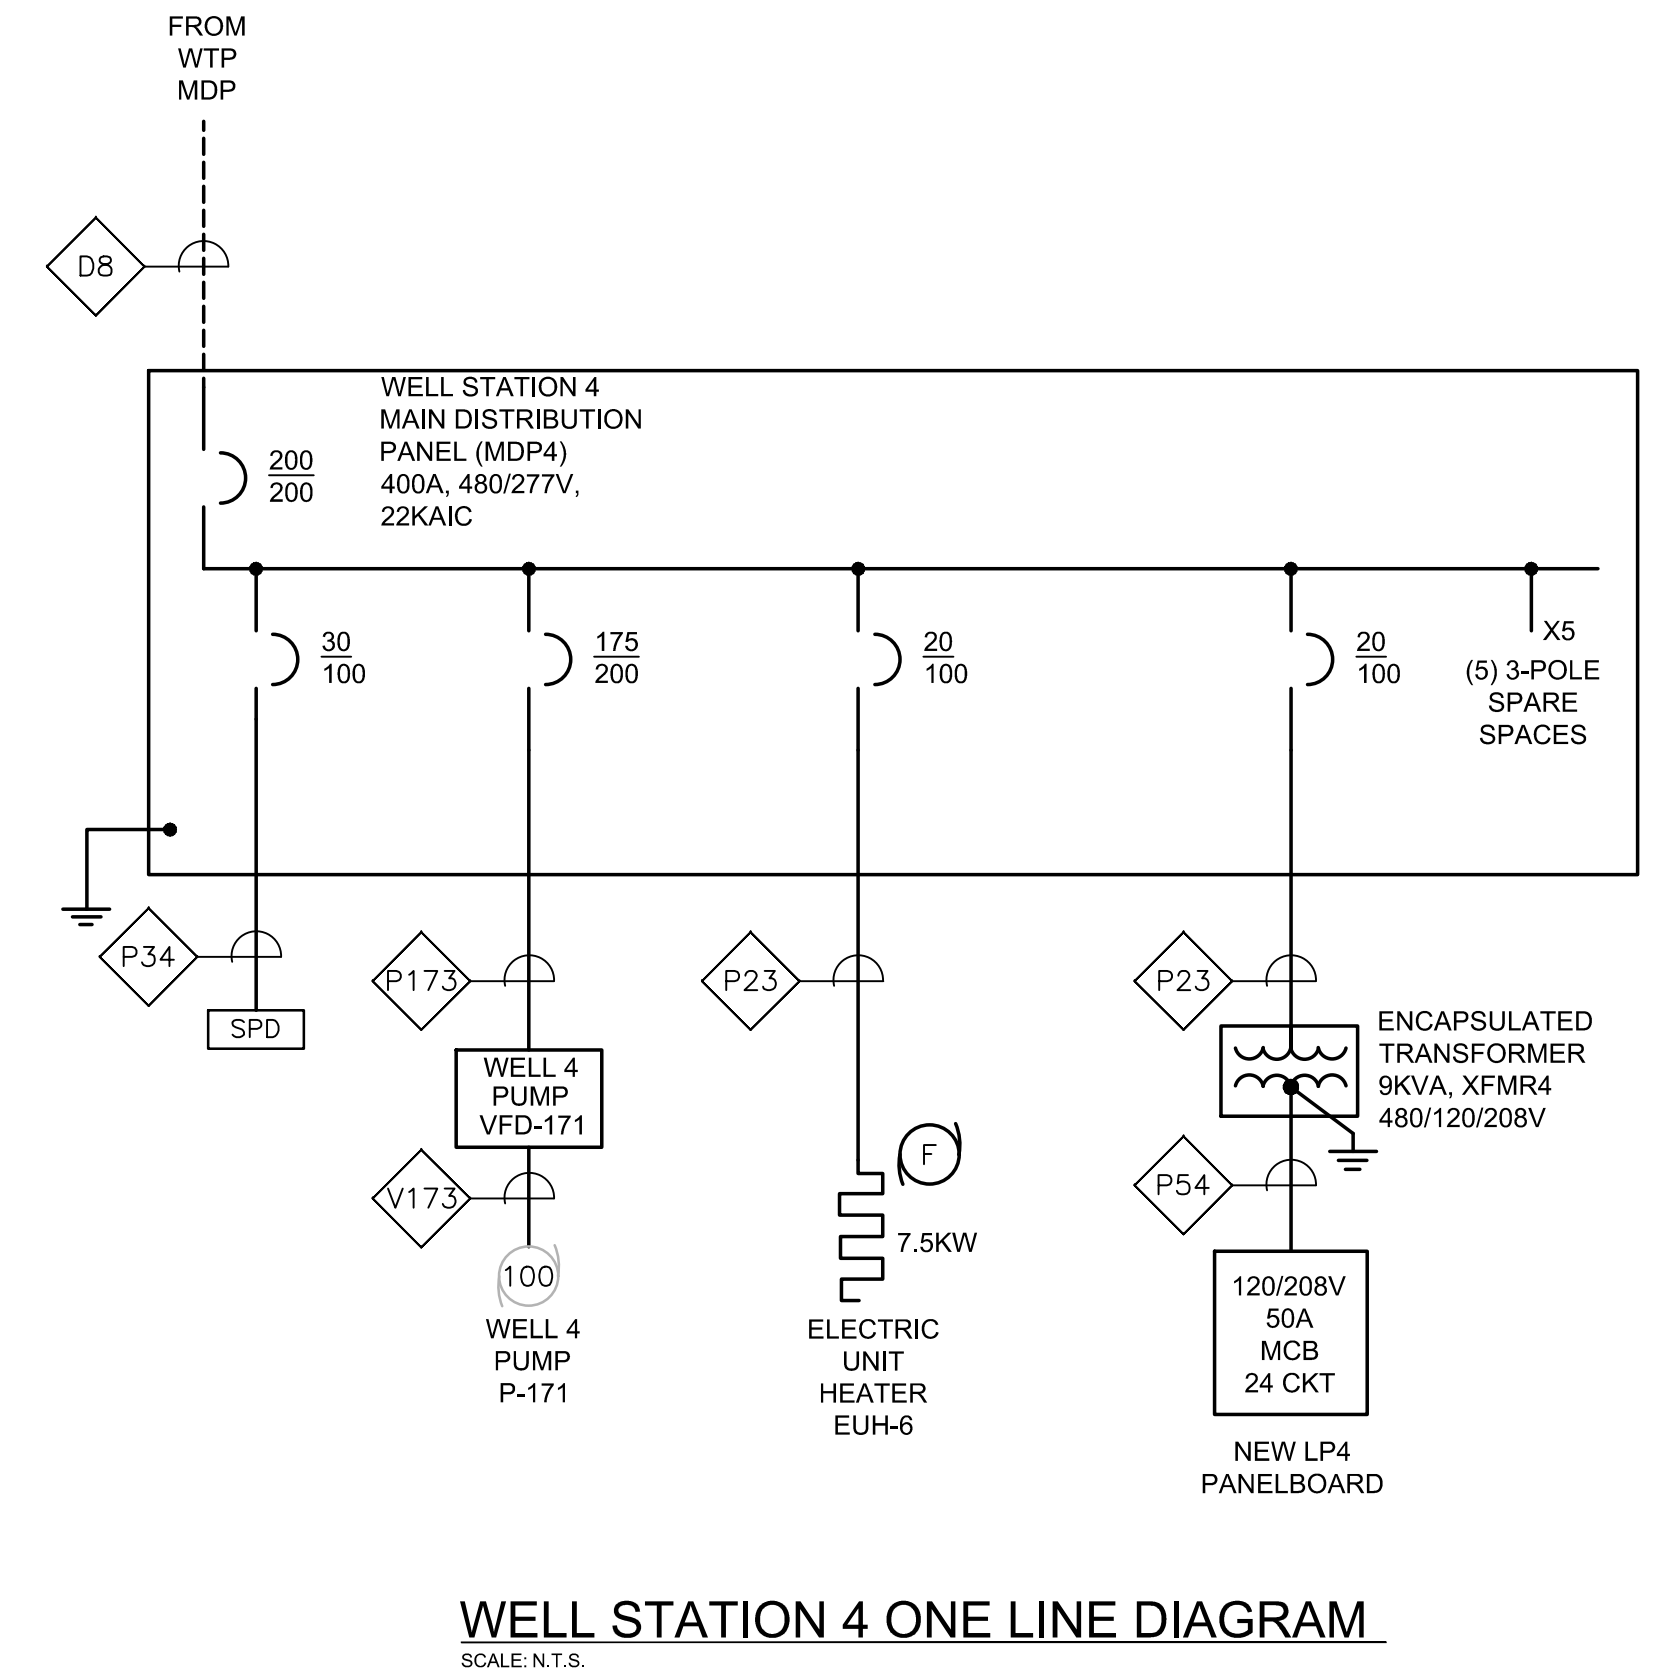 FROM
WTP
MDP
D8
WELL STATION 4
MAIN DISTRIBUTION
PANEL (MDP4)
400A, 480/277V,
22KAIC
200
200
30
100
175
200
20
100
20
100
X5
(5) 3-POLE
SPARE
SPACES
P34
SPD
P173
WELL 4
PUMP
VFD-171
V173
100
WELL 4
PUMP
P-171
P23
F
7.5KW
ELECTRIC
UNIT
HEATER
EUH-6
P23
ENCAPSULATED
TRANSFORMER
9KVA, XFMR4
480/120/208V
P54
120/208V
50A
MCB
24 CKT
NEW LP4
PANELBOARD
WELL STATION 4 ONE LINE DIAGRAM
SCALE: N.T.S.